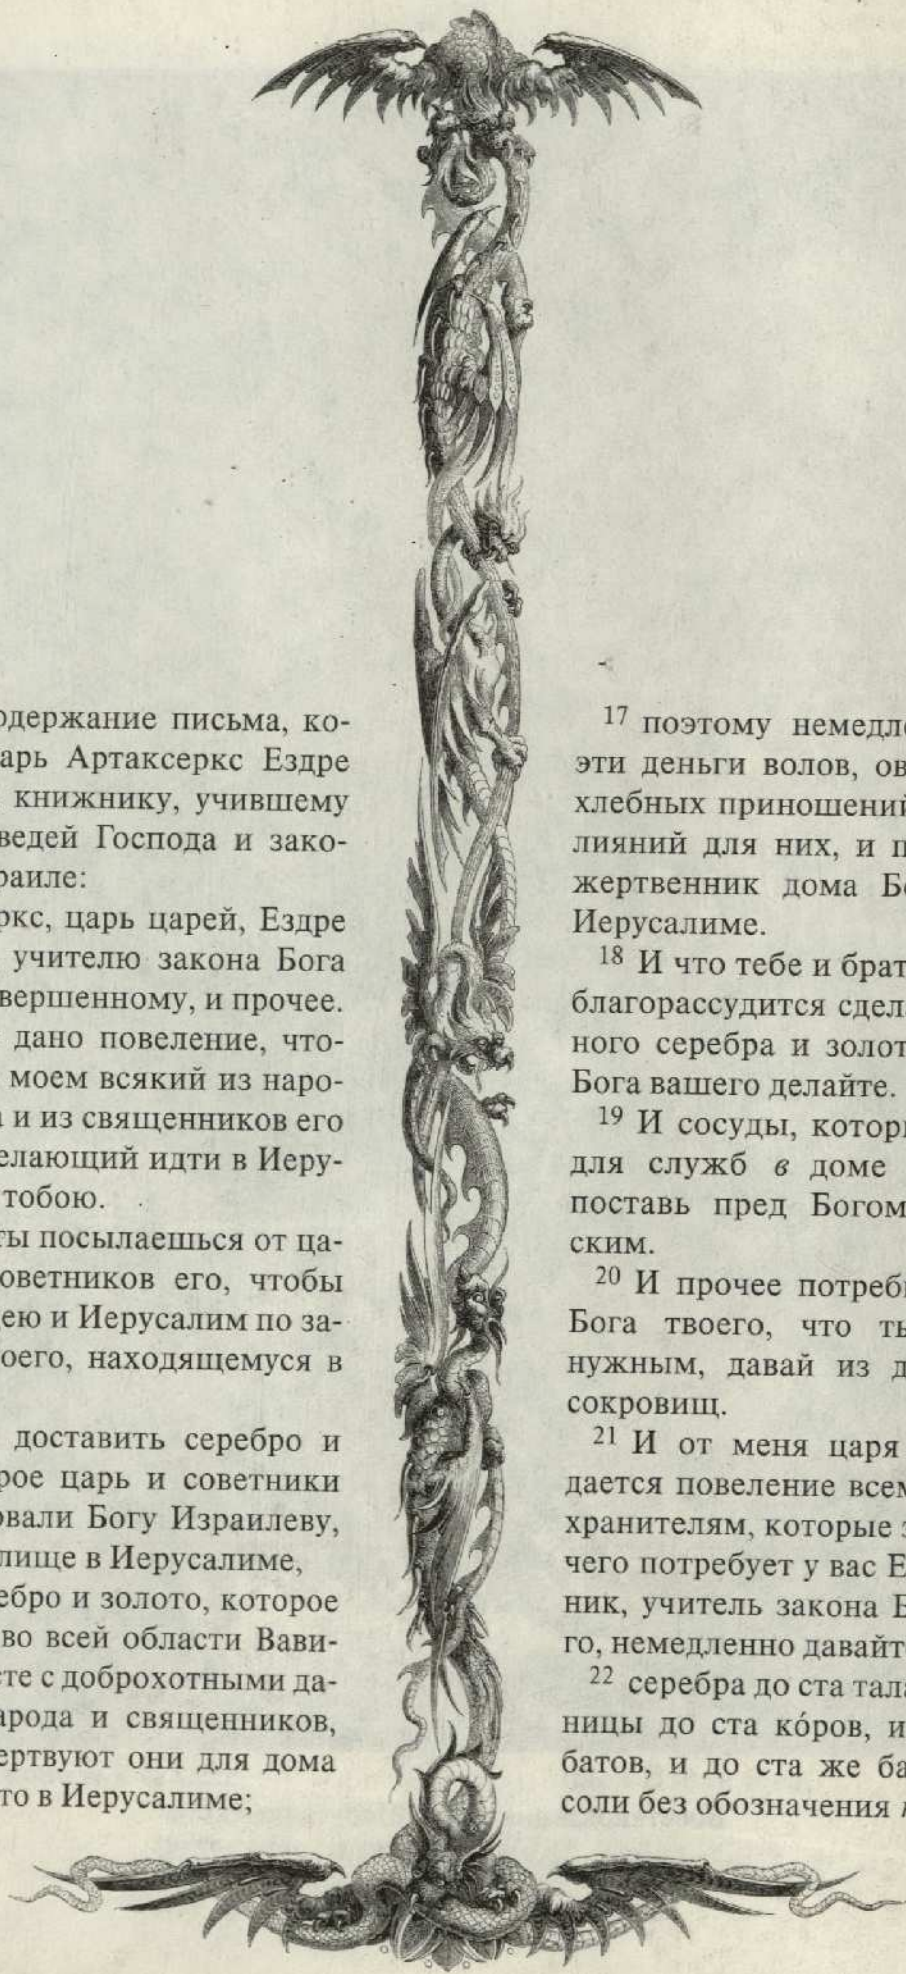 одержание письма, ко-
арь Артаксеркс Ездре
книжнику, учившему
ведей Господа и зако-
раиле:
ркс, царь царей, Ездре
учителю закона Бога
вершенному, и прочее.
дано повеление, что-
моем всякий из наро-
а и из священников его
елающий идти в Иеру-
тобою.
ты посылаешься от ца-
оветников его, чтобы
дею и Иерусалим по за-
оего, находящемуся в
доставить серебро и
рое царь и советники
овали Богу Израилеву,
лище в Иерусалиме,
ебро и золото, которое
во всей области Вави-
сте с доброхотными да-
арода и священников,
ертвуют они для дома
то в Иерусалиме;
17 поэтому немедл
эти деньги волов, ов
хлебных приношений
лияний для них, и п
жертвенник дома Б
Иерусалиме.
18 И что тебе и брат
благорассудится сдел
ного серебра и золот
Бога вашего делайте.
19 И сосуды, котор
для служб в доме
поставь пред Богом
ским.
20 И прочее потреб
Бога твоего, что т
нужным, давай из д
сокровищ.
21 И от меня царя
дается повеление всем
хранителям, которые з
чего потребует у вас Е
ник, учитель закона Б
го, немедленно давайт
22 серебра до ста тал
ницы до ста ко́ров, и
батов, и до ста же ба
соли без обозначения